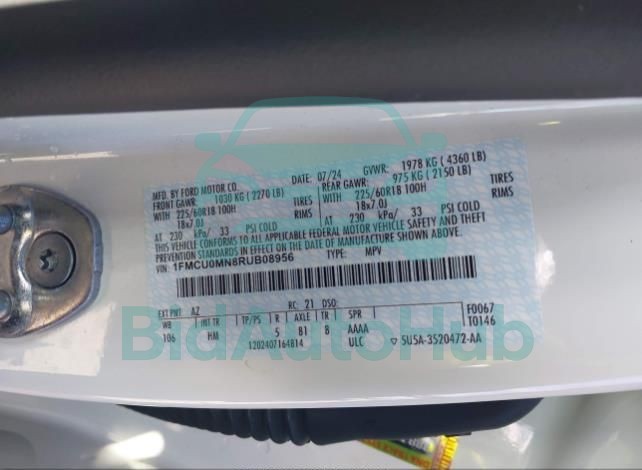 MFD. BY FORD MOTOR CO. DATE: 07/24 GVWR: 1978 KG ( 4360 LB)
FRONT GAWR: 1030 KG ( 2270 LB) REAR GAWR: 975 KG ( 2150 LB)
WITH 225/60R18 100H TIRES WITH 225/60R18 100H TIRES
18x7.0J RIMS 18x7.0J RIMS
AT 230 kPa/ 33 PSI COLD AT 230 kPa/ 33 PSI COLD
THIS VEHICLE CONFORMS TO ALL APPLICABLE FEDERAL MOTOR VEHICLE SAFETY AND THEFT
PREVENTION STANDARDS IN EFFECT ON THE DATE OF MANUFACTURE SHOWN ABOVE.
VIN: 1FMCU0MN8RUB08956 TYPE: MPV
EXT PNT: AZ RC: 21 DSO: F0067
WB INT TR TP/PS R AXLE TR SPR T0146
106 HM 5 B1 8 AAAA
1202407164814 ULC 5U5A-3520472-AA
BidAutoHub